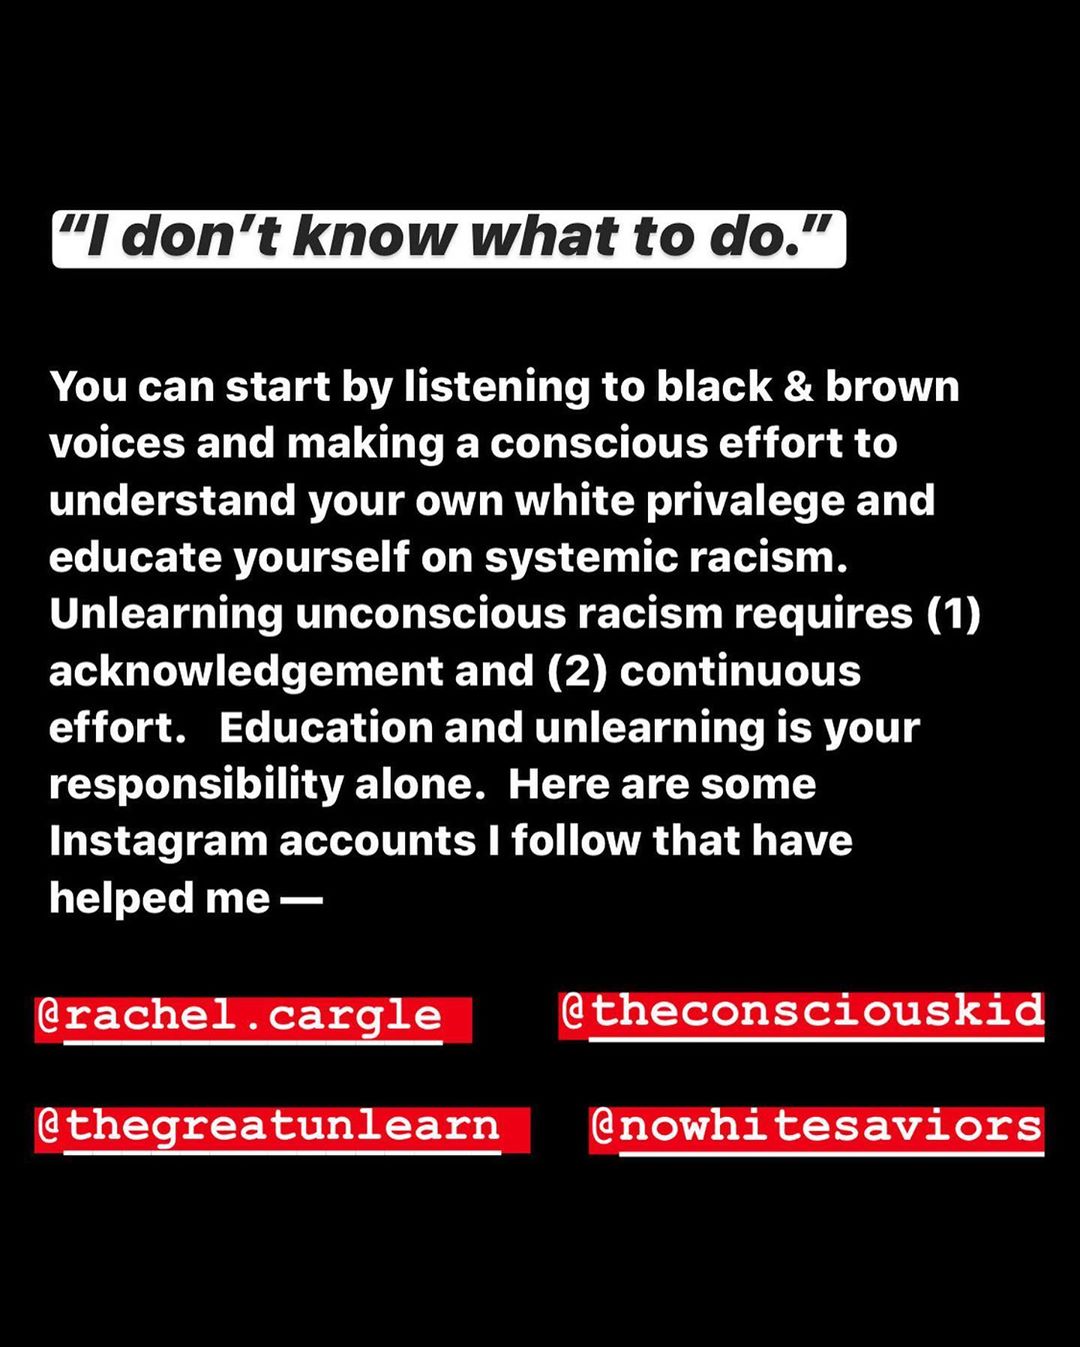 “I don’t know what to do.”
You can start by listening to black & brown
voices and making a conscious effort to
understand your own white privalege and
educate yourself on systemic racism.
Unlearning unconscious racism requires (1)
acknowledgement and (2) continuous
effort.   Education and unlearning is your
responsibility alone.  Here are some
Instagram accounts I follow that have
helped me —
@rachel.cargle
@theconsciouskid
@thegreatunlearn
@nowhitesaviors